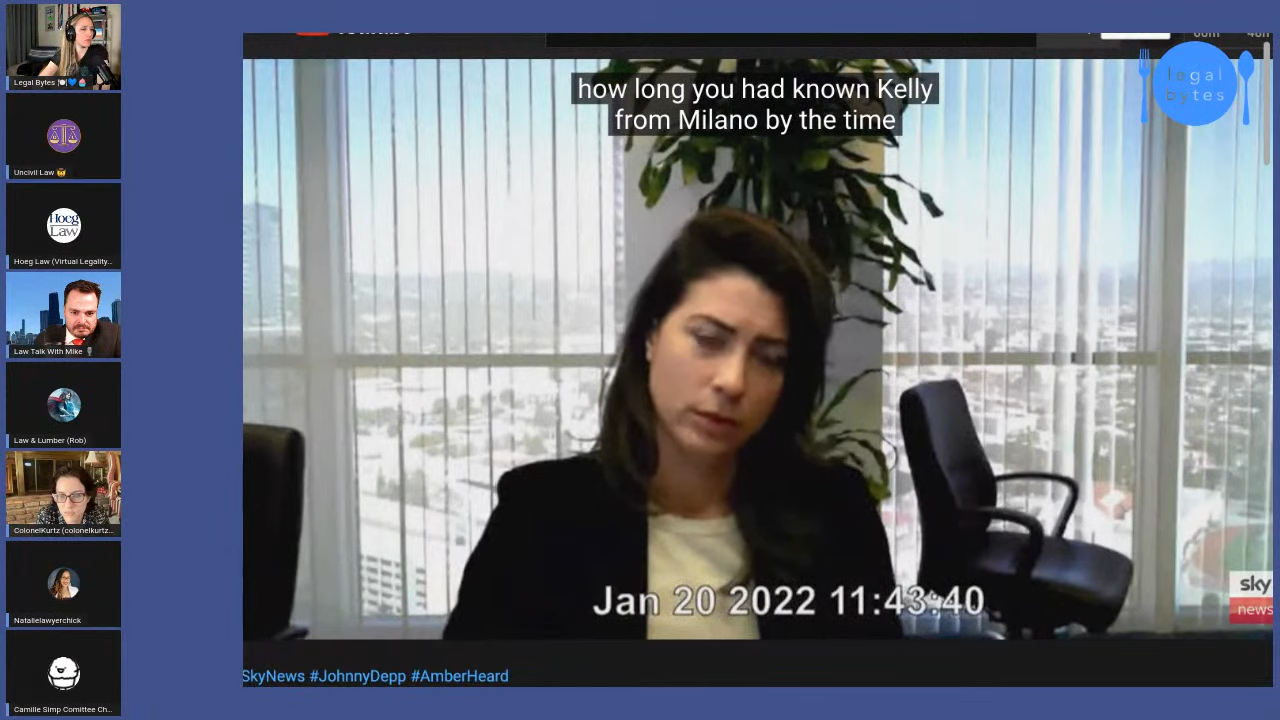 Legal Bytes
Uncivil Law
Hoeg
Law
Hoeg Law (Virtual Legality...
Law Talk With Mike
Law & Lumber (Rob)
ColonelKurtz (colonelkurtz...
Natalielawyerchick
Camille Simp Comittee Ch...
how long you had known Kelly
from Milano by the time
legal
bytes
Jan 20 2022 11:43:40
sky
news
SkyNews #JohnnyDepp #AmberHeard